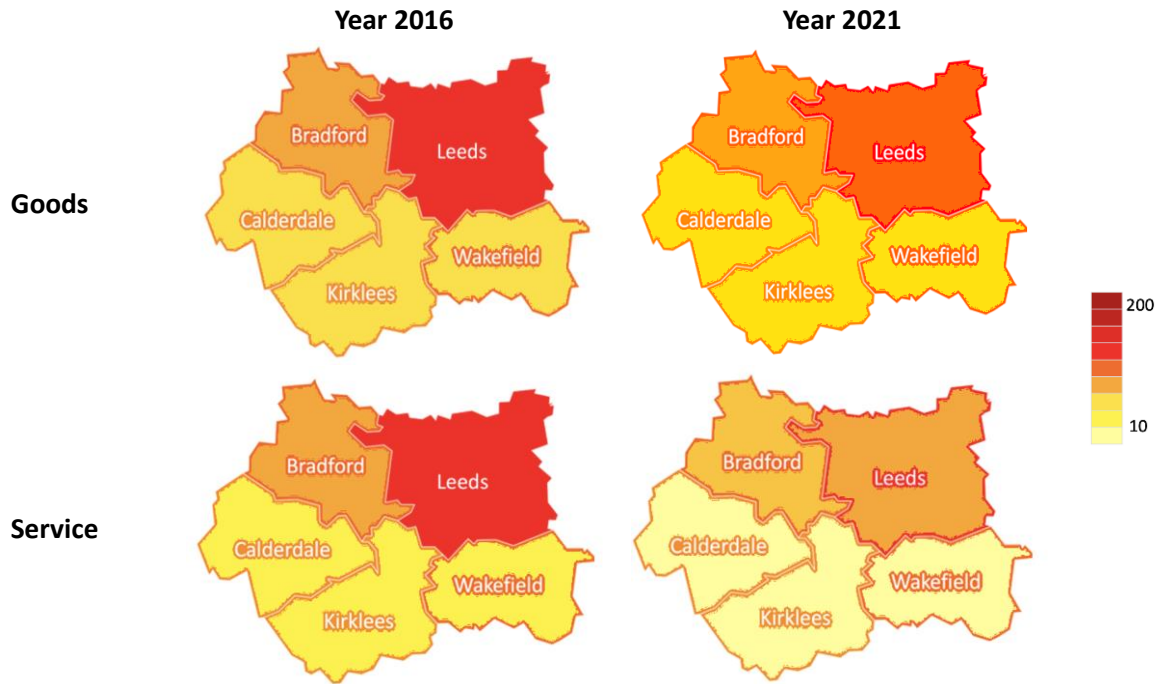 Year 2016
Year 2021
Goods
Bradford
Leeds
Calderdale
Kirklees
Wakefield
Bradford
Leeds
Calderdale
Kirklees
Wakefield
200
10
Service
Bradford
Leeds
Calderdale
Kirklees
Wakefield
Bradford
Leeds
Calderdale
Kirklees
Wakefield